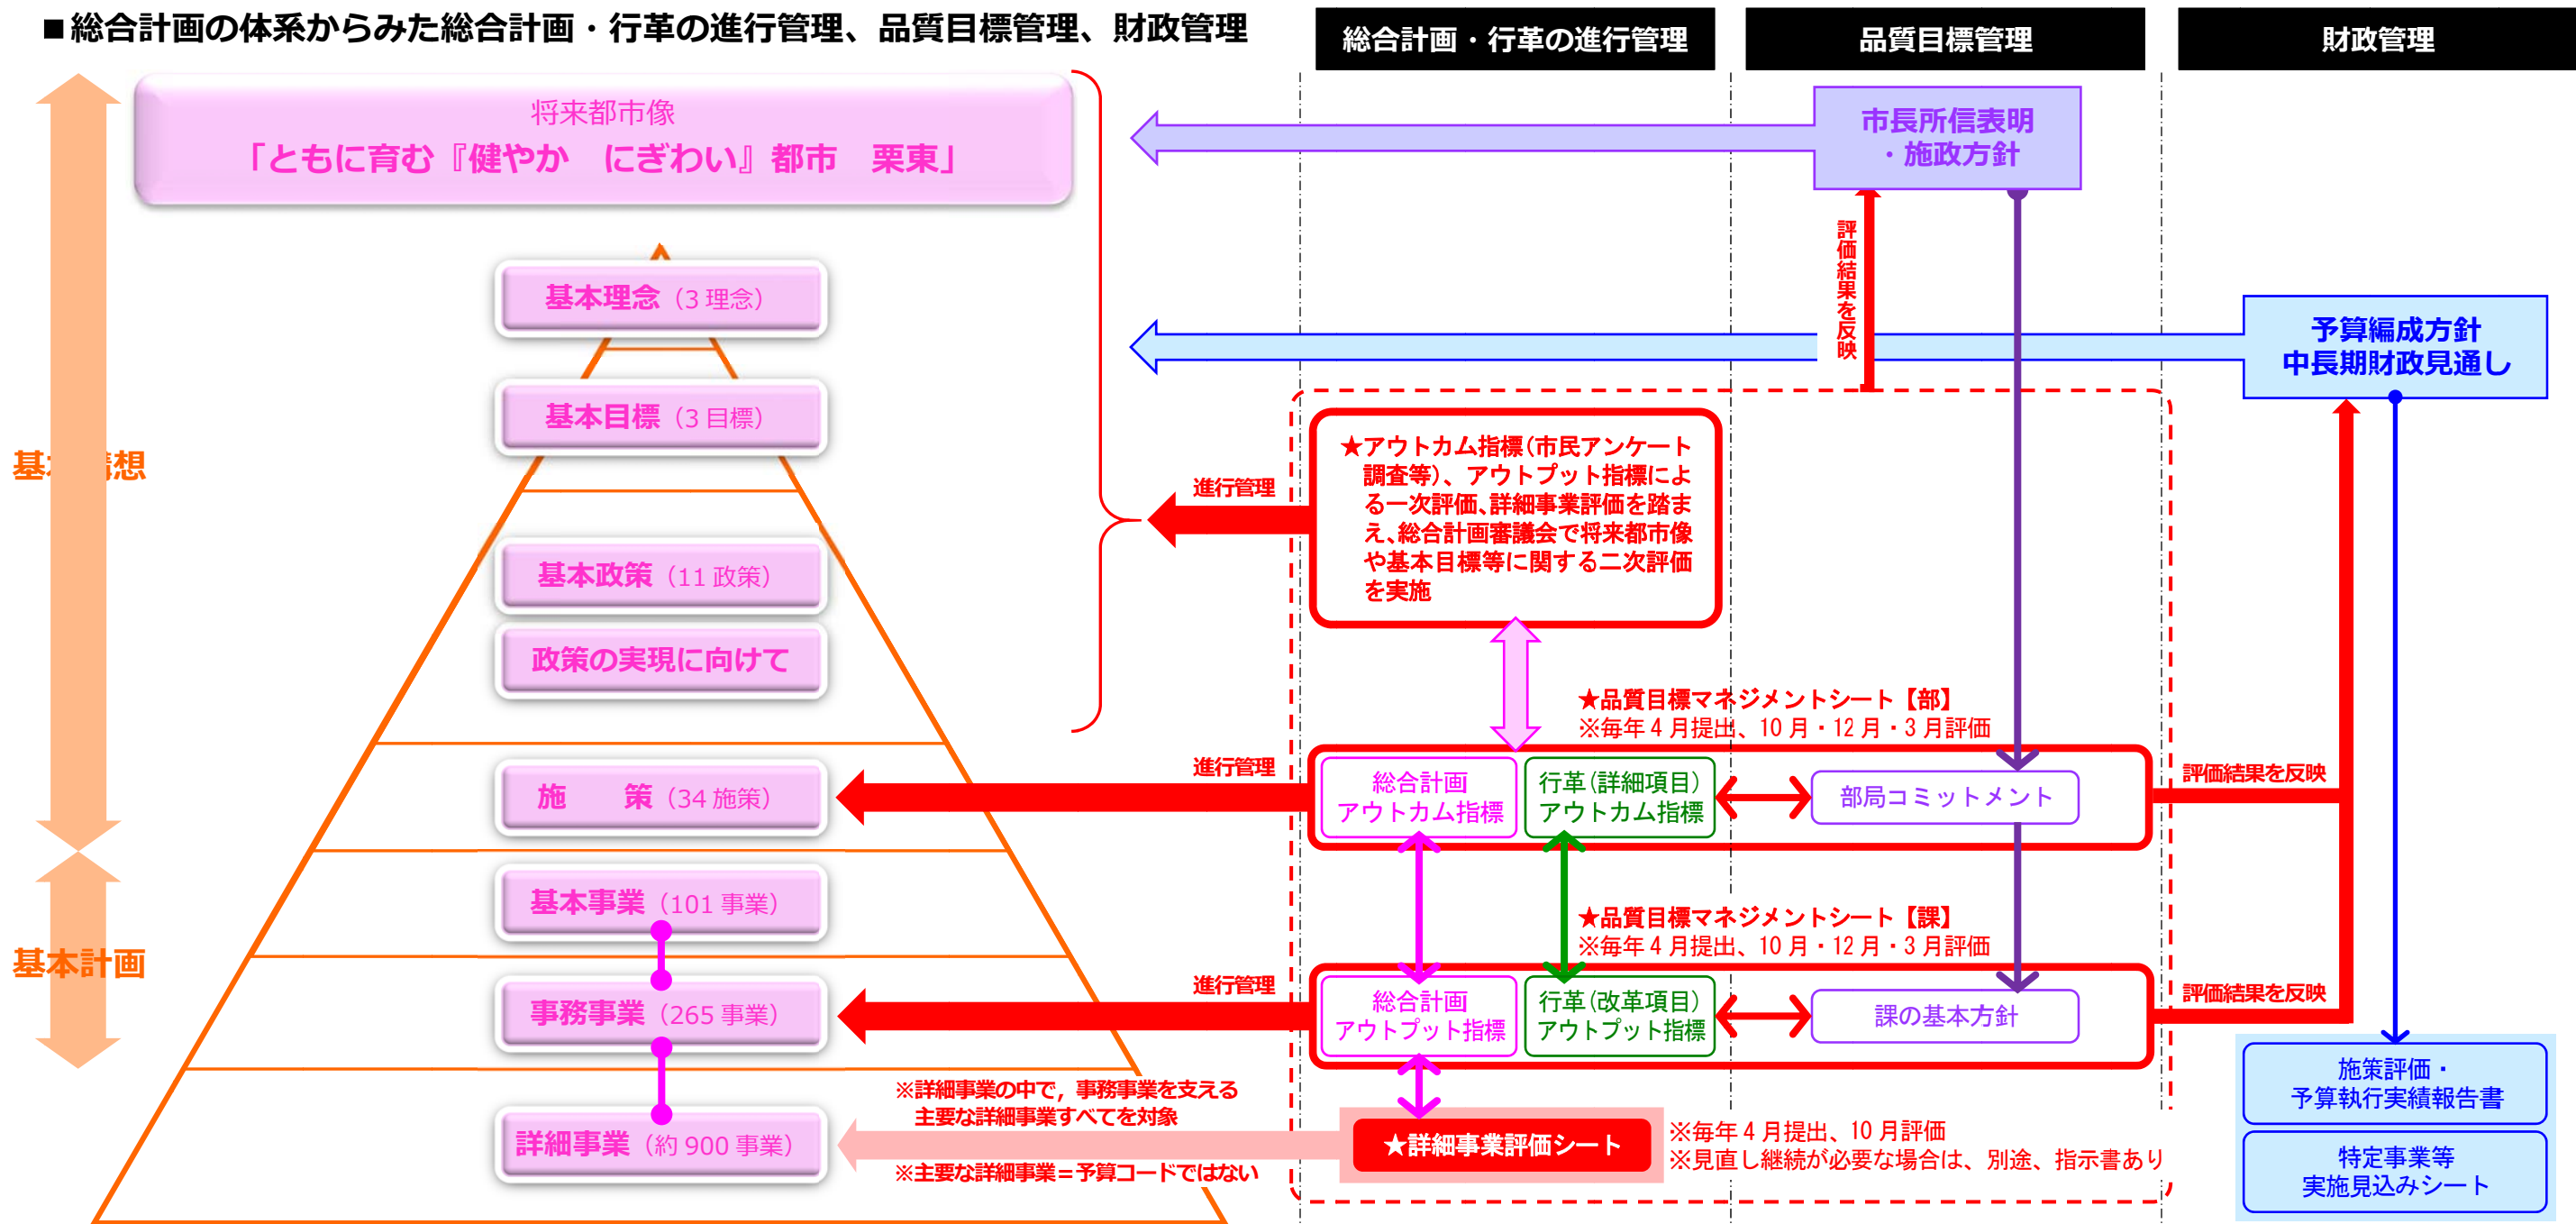 ■総合計画の体系からみた総合計画・行革の進行管理、品質目標管理、財政管理
総合計画・行革の進行管理
品質目標管理
財政管理
将来都市像
「ともに育む『健やか　にぎわい』都市　栗東」
市長所信表明
・施政方針
評価結果を反映
基本理念（3 理念）
予算編成方針
中長期財政見通し
基本目標（3 目標）
基本構想
★アウトカム指標(市民アンケート
調査等)、アウトプット指標によ
る一次評価、詳細事業評価を踏ま
え、総合計画審議会で将来都市像
や基本目標等に関する二次評価
を実施
進行管理
基本政策（11 政策）
政策の実現に向けて
★品質目標マネジメントシート【部】
※毎年 4 月提出、10 月・12 月・3 月評価
進行管理
施　　策（34 施策）
総合計画
アウトカム指標
行革(詳細項目)
アウトカム指標
部局コミットメント
評価結果を反映
基本事業（101 事業）
★品質目標マネジメントシート【課】
※毎年 4 月提出、10 月・12 月・3 月評価
基本計画
進行管理
事務事業（265 事業）
総合計画
アウトプット指標
行革(改革項目)
アウトプット指標
課の基本方針
評価結果を反映
施策評価・
予算執行実績報告書
※詳細事業の中で，事務事業を支える
主要な詳細事業すべてを対象
詳細事業（約 900 事業）
★詳細事業評価シート
※毎年 4 月提出、10 月評価
※見直し継続が必要な場合は、別途、指示書あり
※主要な詳細事業＝予算コードではない
特定事業等
実施見込みシート